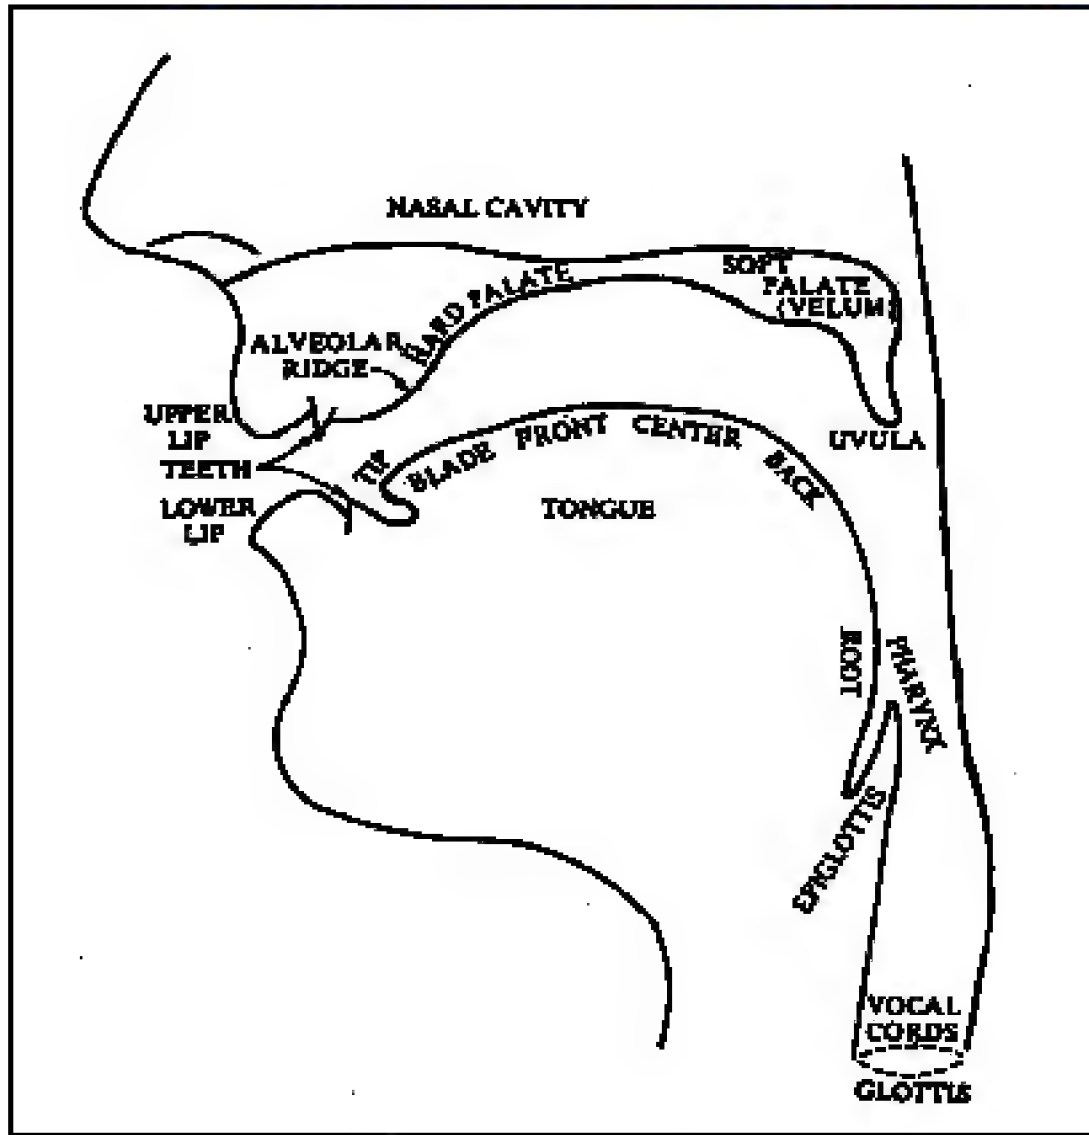 NASAL CAVITY
SOFT
PALATE
(VELUM)
HARD PALATE
ALVEOLAR
RIDGE
UPPER
LIP
TEETH
LOWER
LIP
TIP
BLADE
FRONT
CENTER
BACK
UVULA
TONGUE
ROOT
PHARYNX
EPIGLOTTIS
VOCAL
CORDS
GLOTTIS